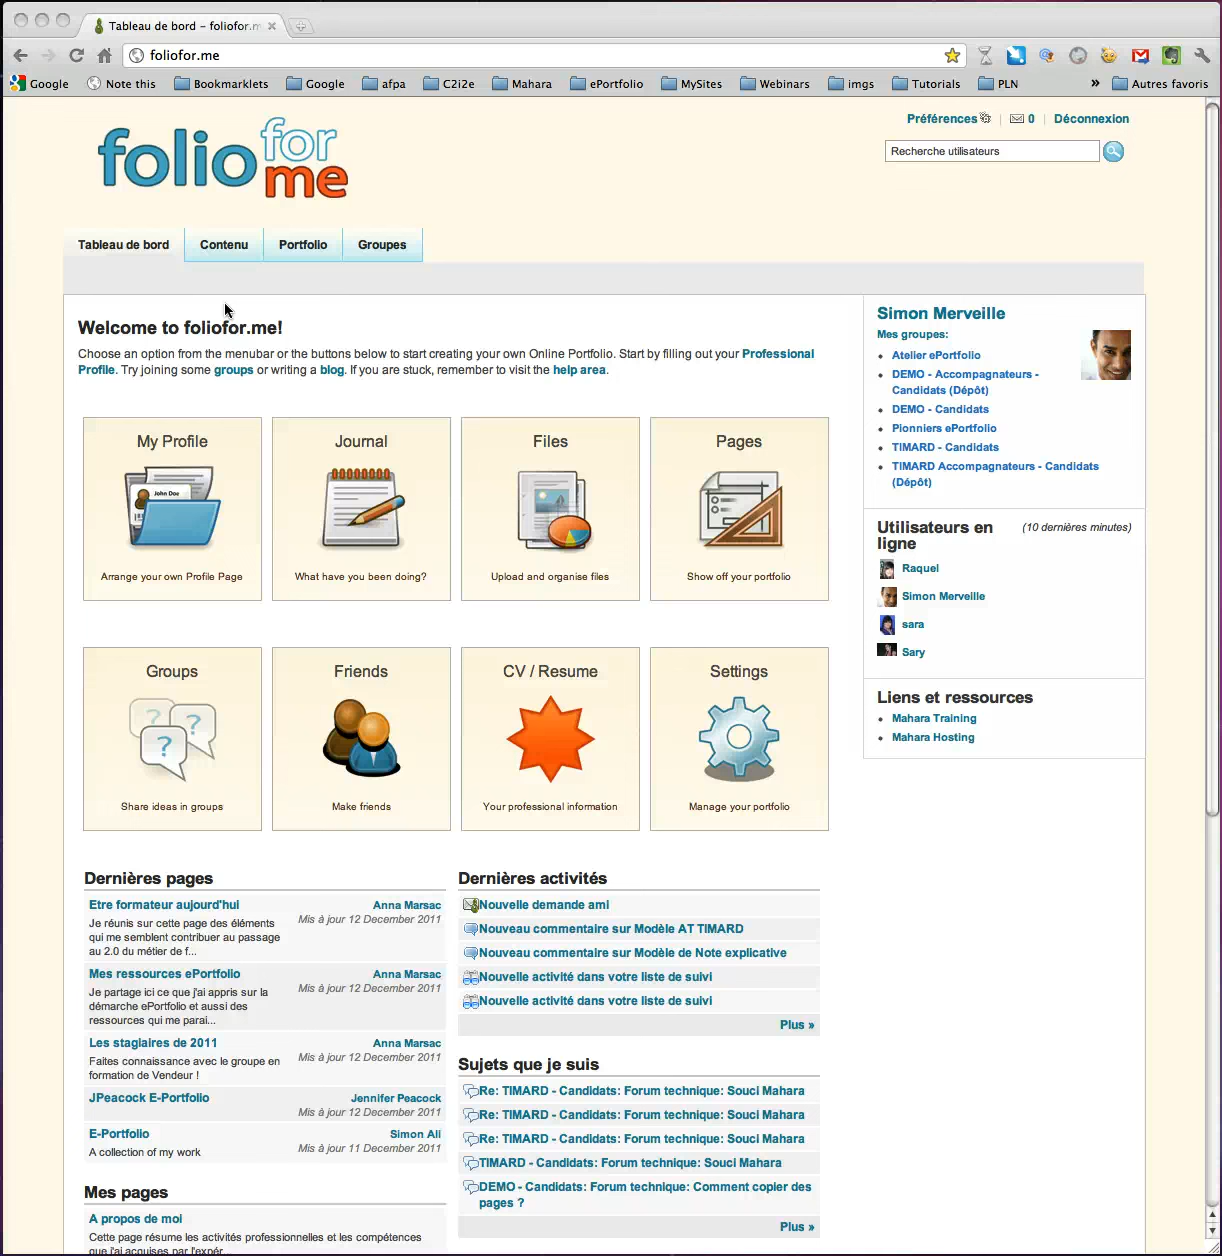 Tableau de bord – foliofor.m
foliofor.me
Google
Note this
Bookmarklets
Google
afpa
C2i2e
Mahara
ePortfolio
MySites
Webinars
imgs
Tutorials
PLN
»
Autres favoris
folio for me
Préférences | 0 | Déconnexion
Recherche utilisateurs
Tableau de bord
Contenu
Portfolio
Groupes
Welcome to foliofor.me!
Choose an option from the menubar or the buttons below to start creating your own Online Portfolio. Start by filling out your Professional
Profile. Try joining some groups or writing a blog. If you are stuck, remember to visit the help area.
My Profile
John Doe
Arrange your own Profile Page
Journal
What have you been doing?
Files
Upload and organise files
Pages
Show off your portfolio
Groups
? ? ?
Share ideas in groups
Friends
Make friends
CV / Resume
Your professional information
Settings
Manage your portfolio
Dernières pages
Etre formateur aujourd'hui
Anna Marsac
Mis à jour 12 December 2011
Je réunis sur cette page des éléments
qui me semblent contribuer au passage
au 2.0 du métier de f...
Mes ressources ePortfolio
Anna Marsac
Mis à jour 12 December 2011
Je partage ici ce que j'ai appris sur la
démarche ePortfolio et aussi des
ressources qui me parai...
Les stagiaires de 2011
Anna Marsac
Mis à jour 12 December 2011
Faites connaissance avec le groupe en
formation de Vendeur !
JPeacock E-Portfolio
Jennifer Peacock
Mis à jour 12 December 2011
E-Portfolio
Simon Ali
Mis à jour 11 December 2011
A collection of my work
Mes pages
A propos de moi
Cette page résume les activités professionnelles et les compétences
que j'ai acquises par l'expér...
Dernières activités
Nouvelle demande ami
Nouveau commentaire sur Modèle AT TIMARD
Nouveau commentaire sur Modèle de Note explicative
Nouvelle activité dans votre liste de suivi
Nouvelle activité dans votre liste de suivi
Plus »
Sujets que je suis
Re: TIMARD - Candidats: Forum technique: Souci Mahara
Re: TIMARD - Candidats: Forum technique: Souci Mahara
Re: TIMARD - Candidats: Forum technique: Souci Mahara
TIMARD - Candidats: Forum technique: Souci Mahara
DEMO - Candidats: Forum technique: Comment copier des
pages ?
Plus »
Simon Merveille
Mes groupes:
Atelier ePortfolio
DEMO - Accompagnateurs -
Candidats (Dépôt)
DEMO - Candidats
Pionniers ePortfolio
TIMARD - Candidats
TIMARD Accompagnateurs - Candidats
(Dépôt)
Utilisateurs en
ligne
(10 dernières minutes)
Raquel
Simon Merveille
sara
Sary
Liens et ressources
Mahara Training
Mahara Hosting